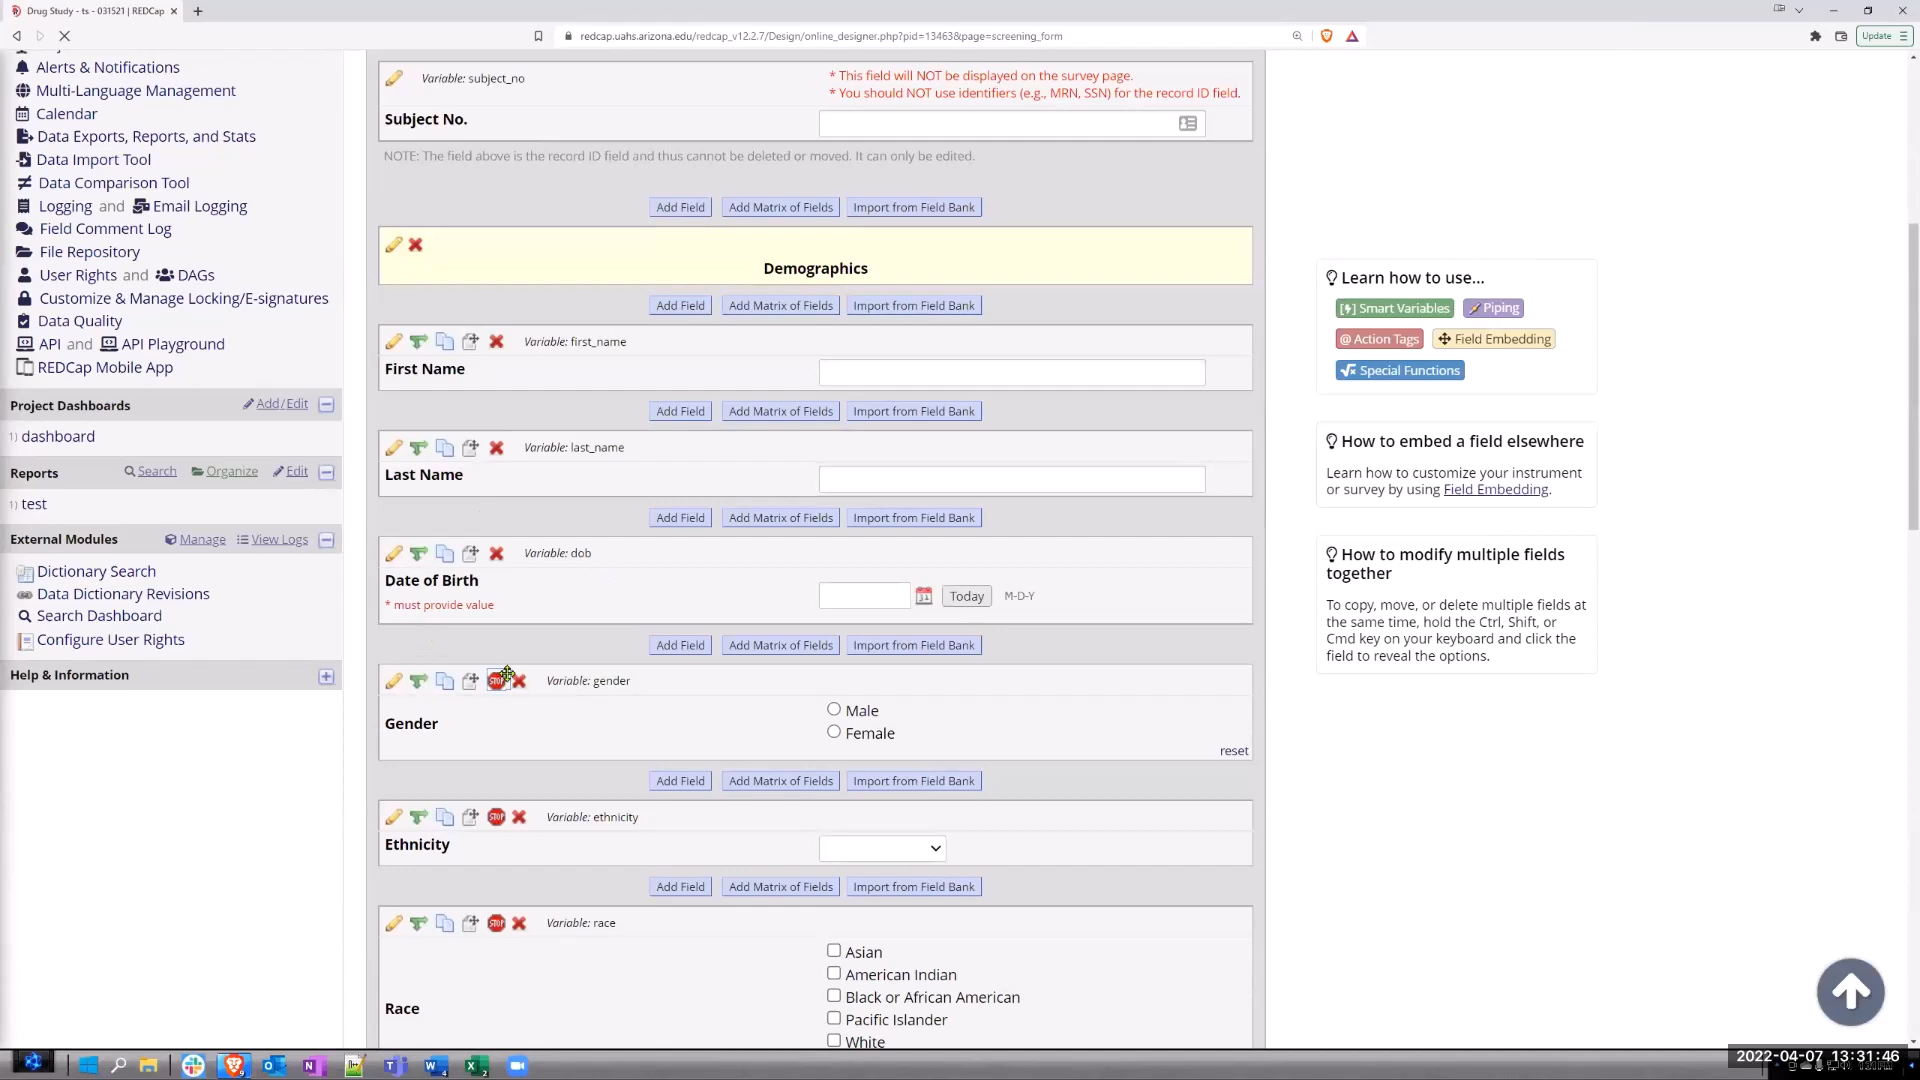 Drug Study - ts - 031521 | REDCap
redcap.uahs.arizona.edu/redcap_v12.2.7/Design/online_designer.php?pid=13463&page=screening_form
Update
Alerts & Notifications
Multi-Language Management
Calendar
Data Exports, Reports, and Stats
Data Import Tool
Data Comparison Tool
Logging and Email Logging
Field Comment Log
File Repository
User Rights and DAGs
Customize & Manage Locking/E-signatures
Data Quality
API and API Playground
REDCap Mobile App
Project Dashboards Add/Edit
1) dashboard
Reports Search Organize Edit
1) test
External Modules Manage View Logs
Dictionary Search
Data Dictionary Revisions
Search Dashboard
Configure User Rights
Help & Information
Variable: subject_no
* This field will NOT be displayed on the survey page.
* You should NOT use identifiers (e.g., MRN, SSN) for the record ID field.
Subject No.
NOTE: The field above is the record ID field and thus cannot be deleted or moved. It can only be edited.
Add Field Add Matrix of Fields Import from Field Bank
Demographics
Add Field Add Matrix of Fields Import from Field Bank
Variable: first_name
First Name
Add Field Add Matrix of Fields Import from Field Bank
Variable: last_name
Last Name
Add Field Add Matrix of Fields Import from Field Bank
Variable: dob
Date of Birth
* must provide value
31 Today M-D-Y
Add Field Add Matrix of Fields Import from Field Bank
STOP Variable: gender
Gender
Male
Female
reset
Add Field Add Matrix of Fields Import from Field Bank
STOP Variable: ethnicity
Ethnicity
Add Field Add Matrix of Fields Import from Field Bank
STOP Variable: race
Race
Asian
American Indian
Black or African American
Pacific Islander
White
Learn how to use...
[⚡] Smart Variables Piping
@ Action Tags Field Embedding
√x Special Functions
How to embed a field elsewhere
Learn how to customize your instrument
or survey by using Field Embedding.
How to modify multiple fields
together
To copy, move, or delete multiple fields at
the same time, hold the Ctrl, Shift, or
Cmd key on your keyboard and click the
field to reveal the options.
2022-04-07 13:31:46